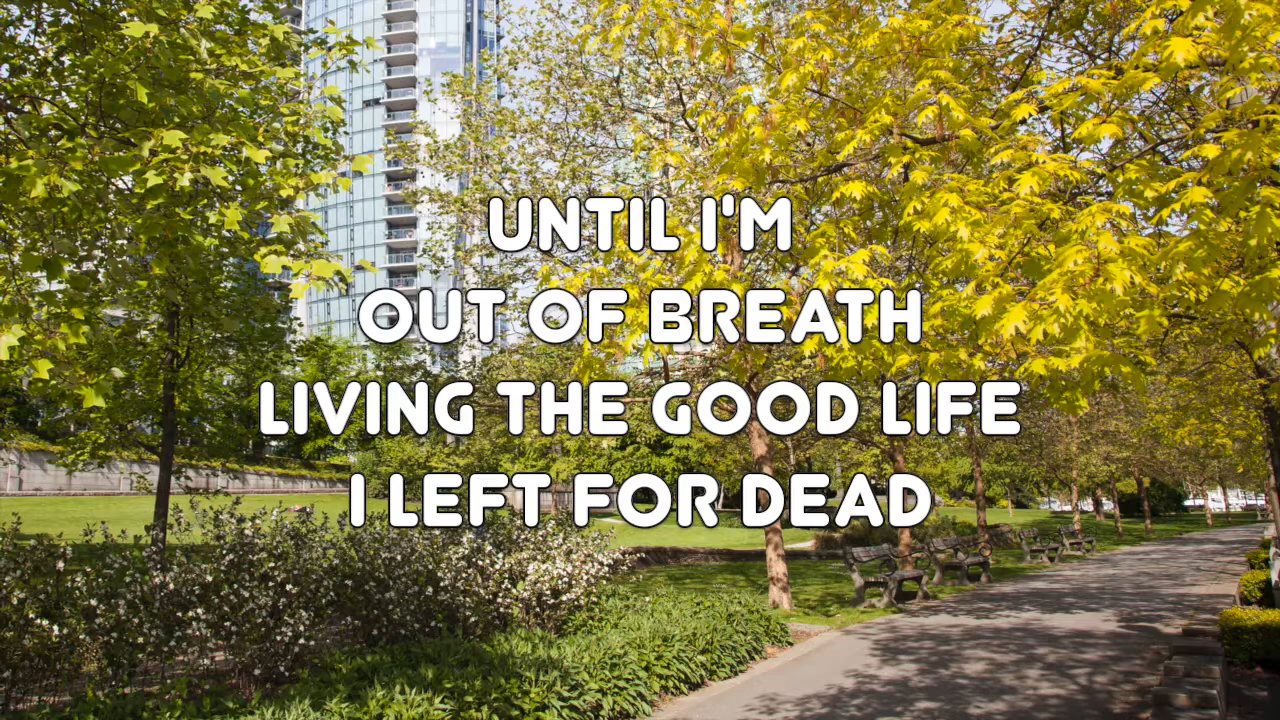 UNTIL I'M
OUT OF BREATH
LIVING THE GOOD LIFE
I LEFT FOR DEAD